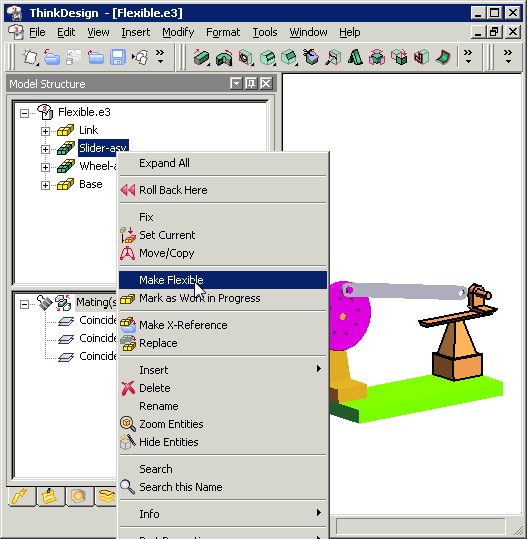 ThinkDesign - [Flexible.e3]
File Edit View Insert Modify Format Tools Window Help
Model Structure
Flexible.e3
Link
Slider-asy
Wheel-a
Base
Expand All
Roll Back Here
Fix
Set Current
Move/Copy
Make Flexible
Mark as Work in Progress
Make X-Reference
Replace
Insert
Delete
Rename
Zoom Entities
Hide Entities
Search
Search this Name
Info
Mating(s
Coincide
Coincide
Coincide